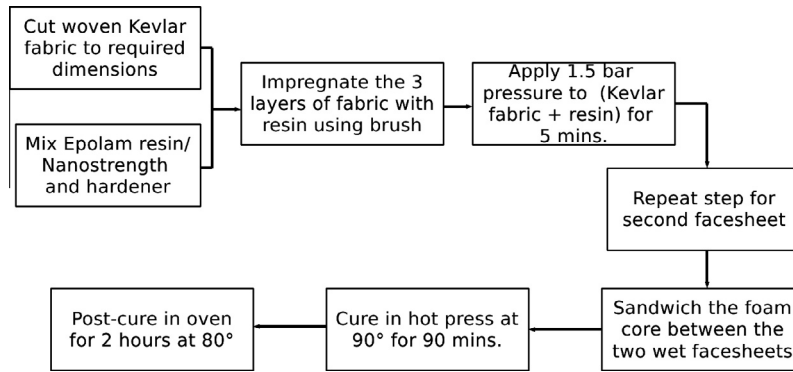 Cut woven Kevlar
fabric to required
dimensions
Mix Epolam resin/
Nanostrength
and hardener
Impregnate the 3
layers of fabric with
resin using brush
Apply 1.5 bar
pressure to (Kevlar
fabric + resin) for
5 mins.
Repeat step for
second facesheet
Sandwich the foam
core between the
two wet facesheets
Cure in hot press at
90° for 90 mins.
Post-cure in oven
for 2 hours at 80°